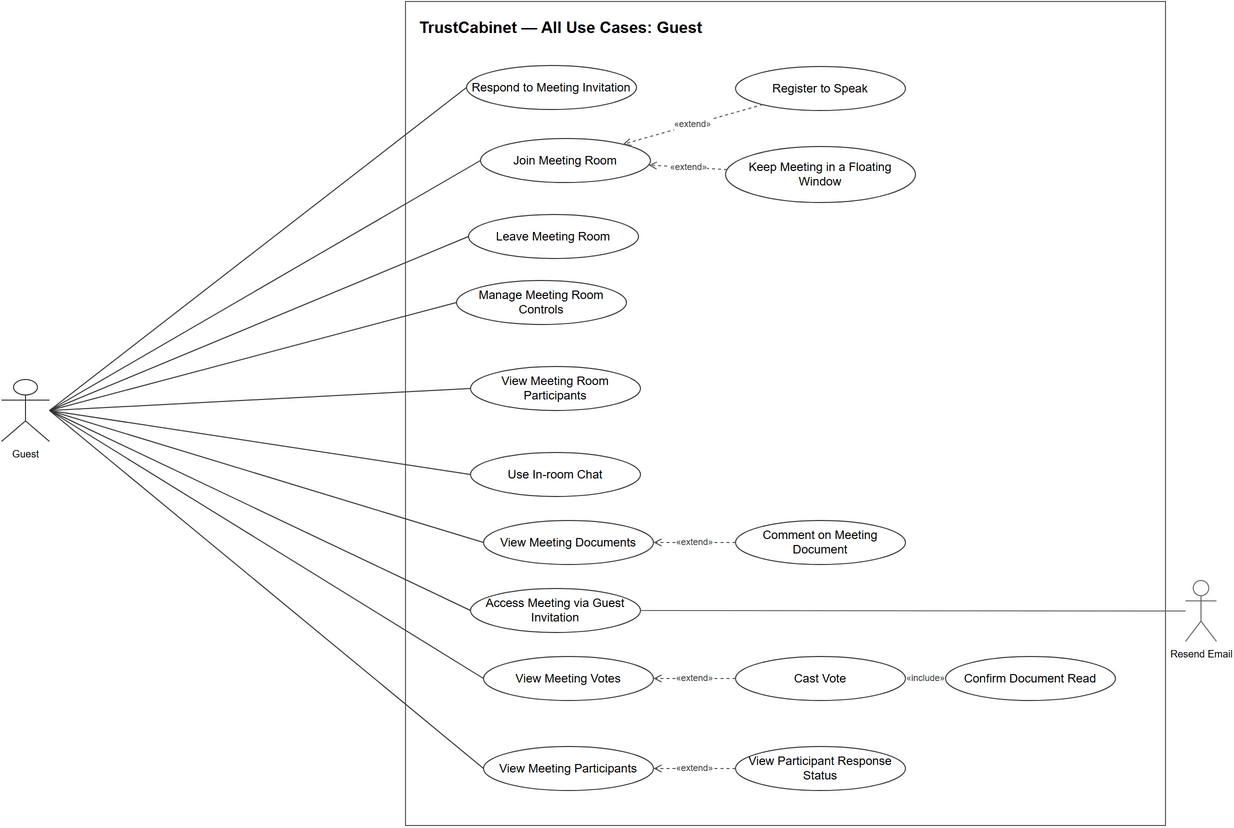 TrustCabinet — All Use Cases: Guest
Respond to Meeting Invitation
Register to Speak
«extend»
Join Meeting Room
«extend»
Keep Meeting in a Floating
Window
Leave Meeting Room
Manage Meeting Room
Controls
View Meeting Room
Participants
Guest
Use In-room Chat
View Meeting Documents
«extend»
Comment on Meeting
Document
Access Meeting via Guest
Invitation
Resend Email
View Meeting Votes
«extend»
Cast Vote
«include»
Confirm Document Read
View Meeting Participants
«extend»
View Participant Response
Status